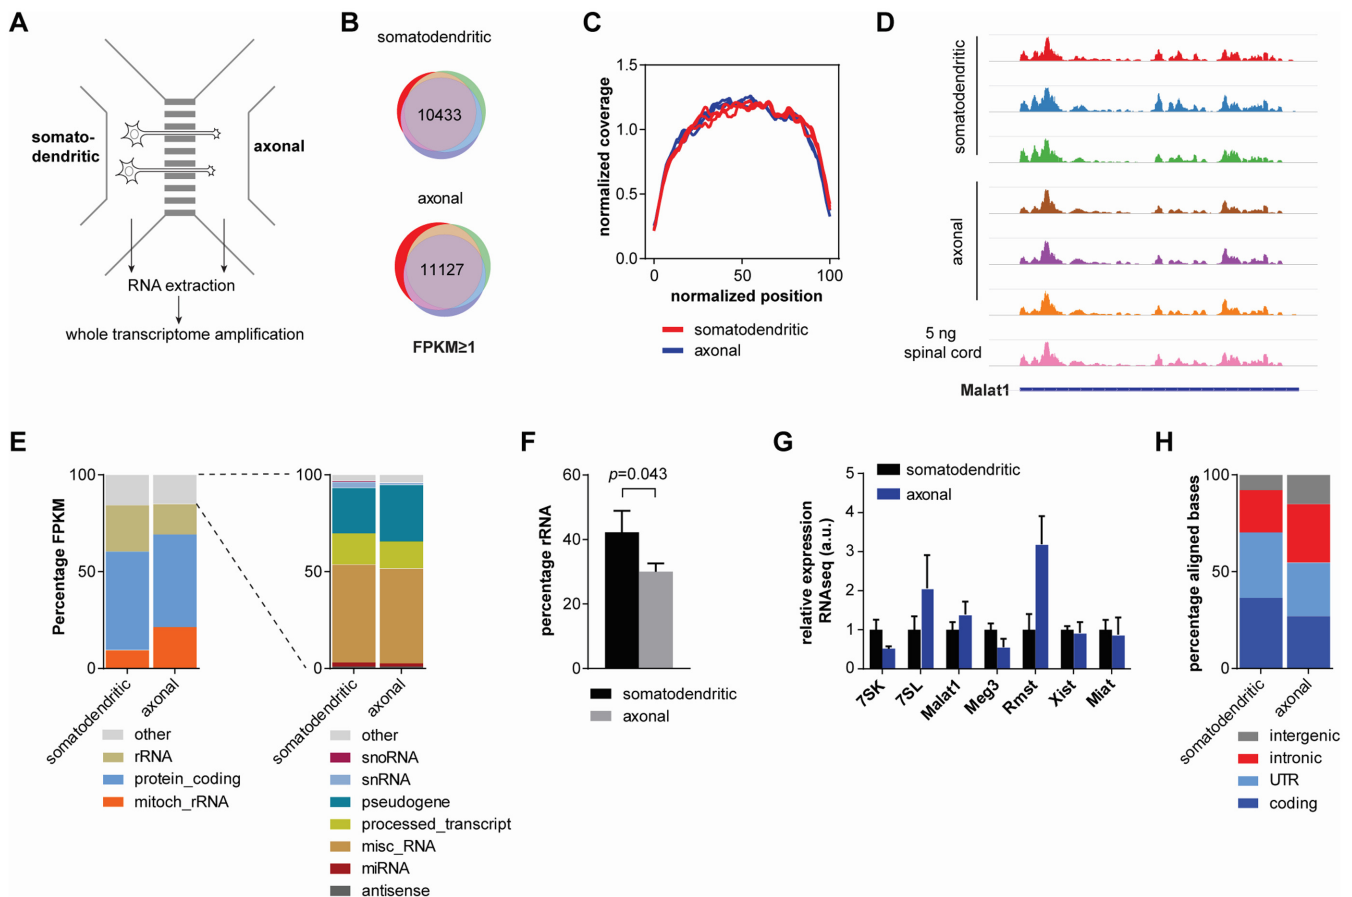 A
somato-
dendritic
axonal
RNA extraction
whole transcriptome amplification
B
somatodendritic
10433
axonal
11127
FPKM≥1
C
normalized coverage
1.5
1.0
0.5
0.0
0
50
100
normalized position
somatodendritic
axonal
D
somatodendritic
axonal
5 ng
spinal cord
Malat1
E
Percentage FPKM
100
50
0
somatodendritic
axonal
other
rRNA
protein_coding
mitoch_rRNA
100
50
0
somatodendritic
axonal
other
snoRNA
snRNA
pseudogene
processed_transcript
misc_RNA
miRNA
antisense
F
percentage rRNA
60
40
20
0
p=0.043
somatodendritic
axonal
G
relative expression
RNAseq (a.u.)
5
4
3
2
1
0
somatodendritic
axonal
7SK
7SL
Malat1
Meg3
Rmst
Xist
Miat
H
percentage aligned bases
100
50
0
somatodendritic
axonal
intergenic
intronic
UTR
coding